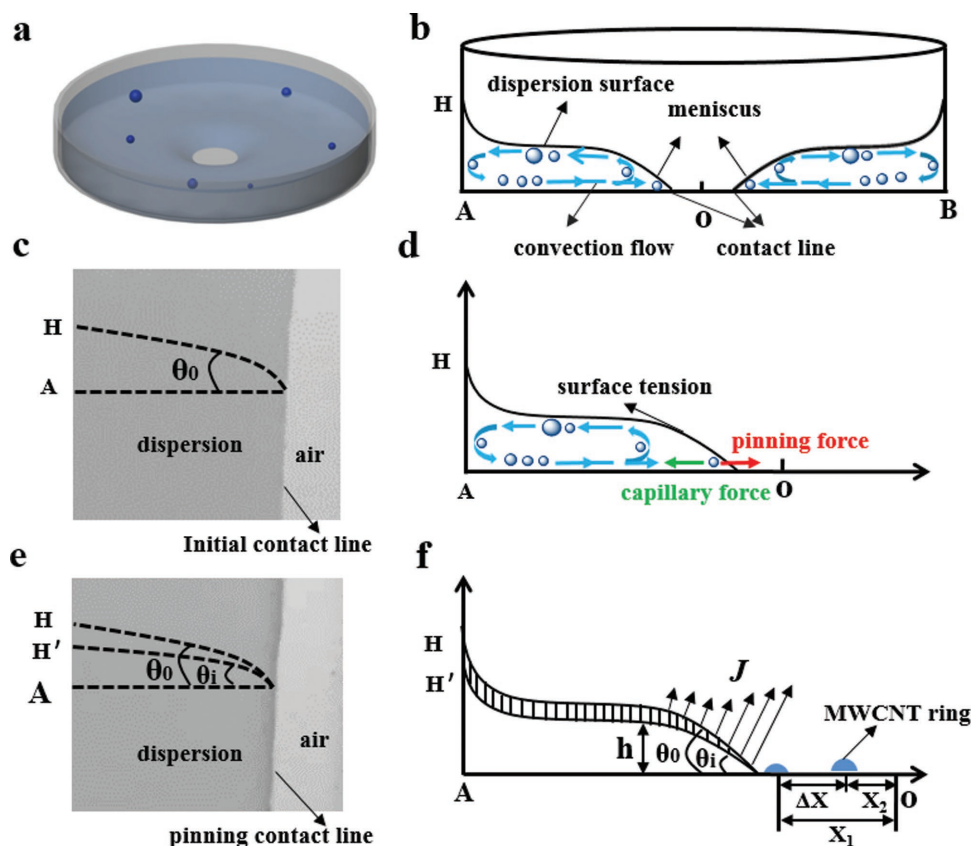 a
b
H
dispersion surface
meniscus
A
O
B
convection flow
contact line
c
H
θ0
A
dispersion
air
Initial contact line
d
H
surface tension
pinning force
A
capillary force
O
e
H
H′
θ0
θi
A
dispersion
air
pinning contact line
f
H
H′
J
MWCNT ring
h
θ0
θi
A
ΔX
X2
O
X1